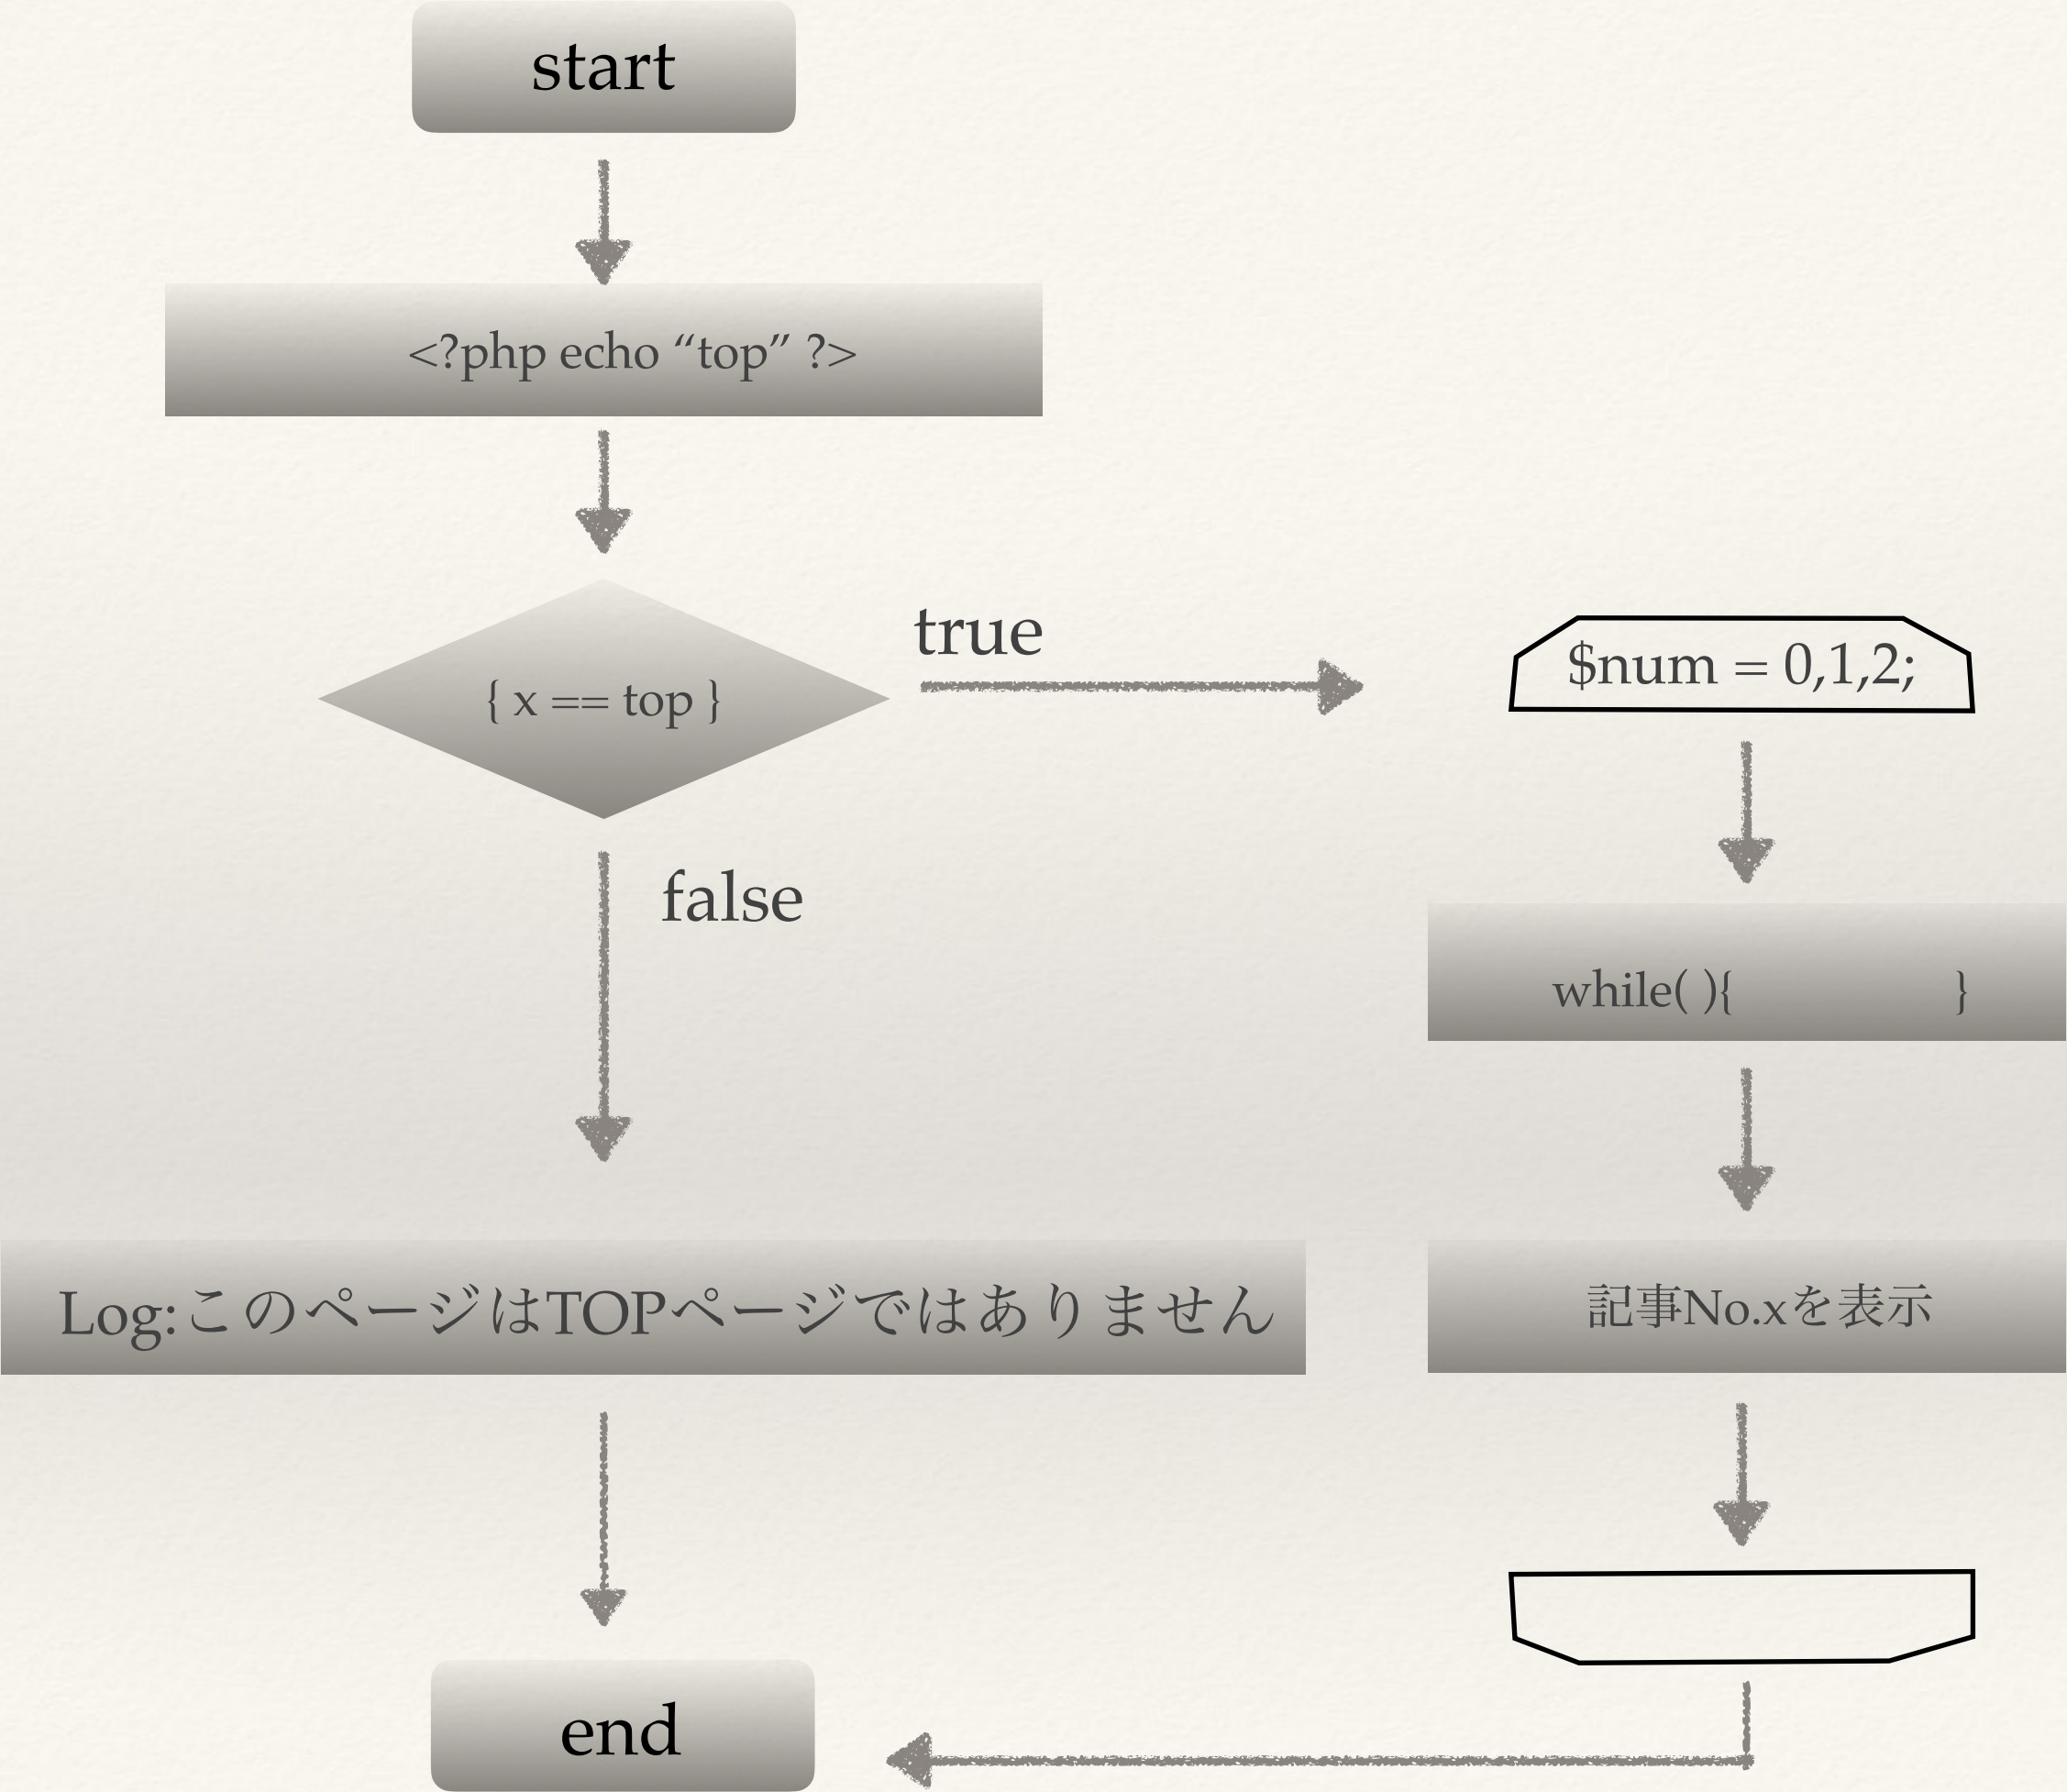 start
<?php echo “top” ?>
{ x == top }
true
$num = 0,1,2;
false
while( ){ }
Log:このページはTOPページではありません
記事No.xを表示
end